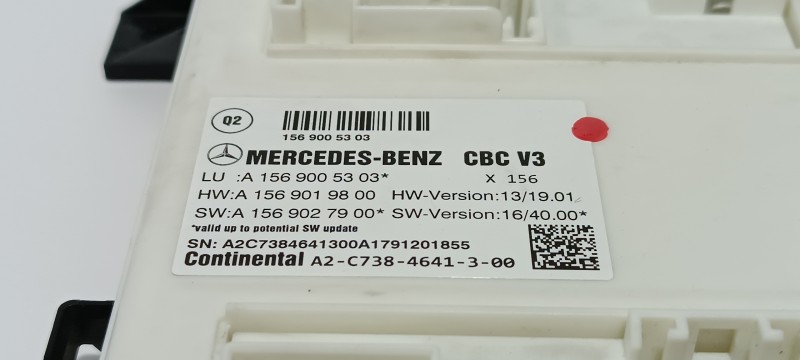 Q2
156 900 53 03
MERCEDES-BENZ CBC V3
LU :A 156 900 53 03* X 156
HW:A 156 901 98 00 HW-Version:13/19.01
SW:A 156 902 79 00* SW-Version:16/40.00*
*valid up to potential SW update
SN: A2C7384641300A1791201855
Continental A2-C738-4641-3-00